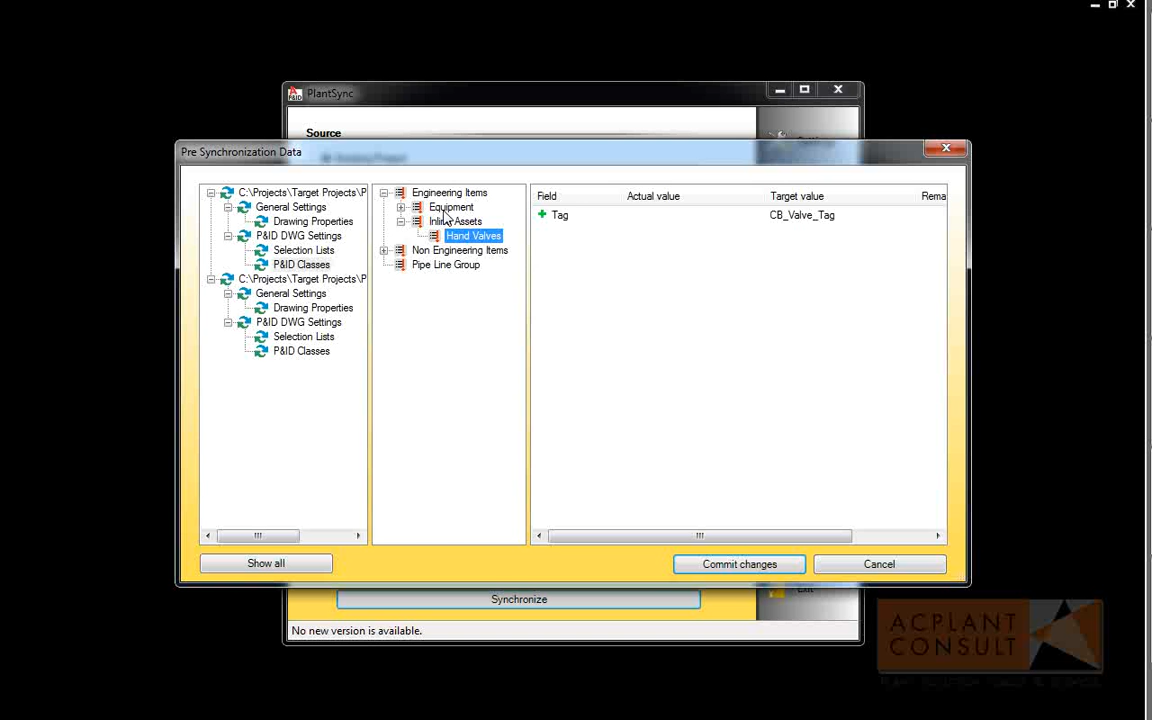 PlantSync
Source
Pre Synchronization Data
C:\Projects\Target Projects\P
General Settings
Drawing Properties
P&ID DWG Settings
Selection Lists
P&ID Classes
C:\Projects\Target Projects\P
General Settings
Drawing Properties
P&ID DWG Settings
Selection Lists
P&ID Classes
Engineering Items
Equipment
Inline Assets
Hand Valves
Non Engineering Items
Pipe Line Group
Field Actual value Target value Rema
Tag CB_Valve_Tag
Show all
Commit changes
Cancel
Synchronize
Exit
No new version is available.
ACPLANT
CONSULT